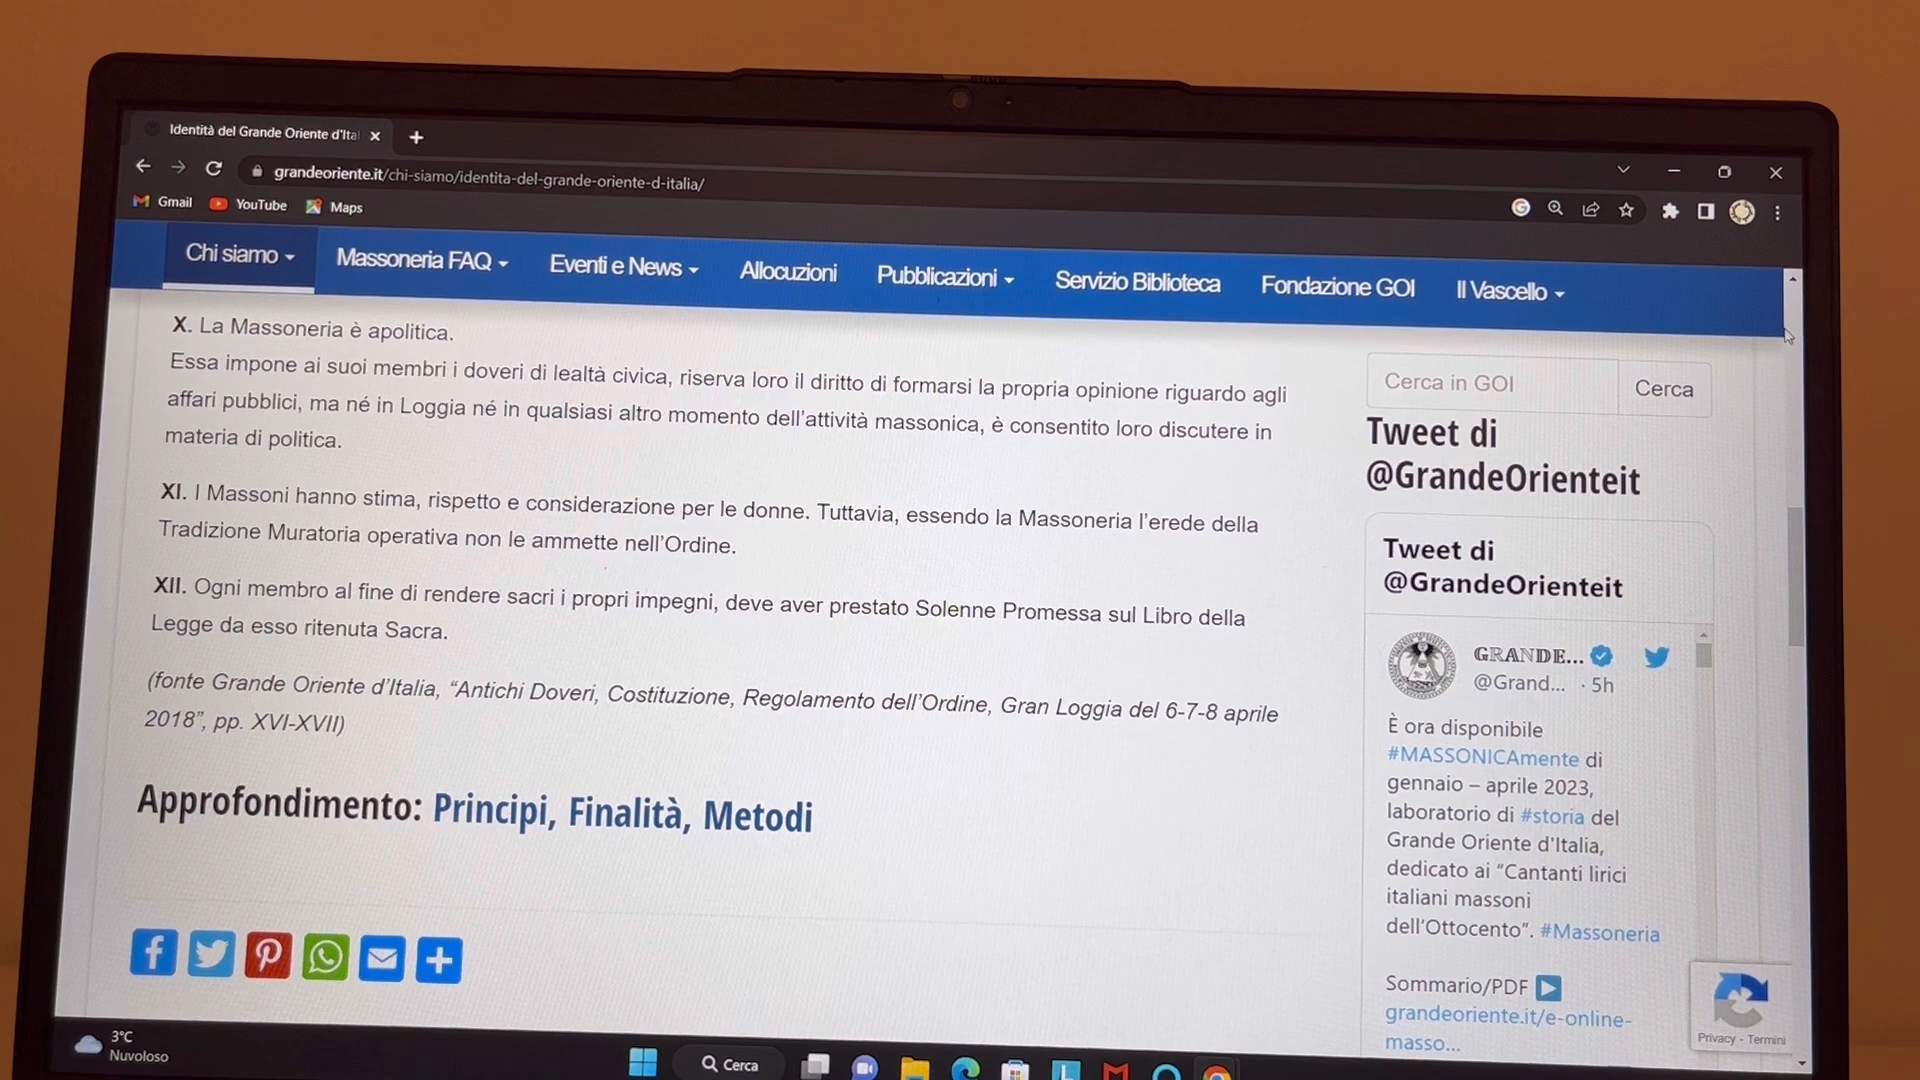 Identità del Grande Oriente d'Ita
grandeoriente.it/chi-siamo/identita-del-grande-oriente-d-italia/
Gmail YouTube Maps
Chi siamo Massoneria FAQ Eventi e News Allocuzioni Pubblicazioni Servizio Biblioteca Fondazione GOI Il Vascello
X. La Massoneria è apolitica.
Essa impone ai suoi membri i doveri di lealtà civica, riserva loro il diritto di formarsi la propria opinione riguardo agli
affari pubblici, ma né in Loggia né in qualsiasi altro momento dell'attività massonica, è consentito loro discutere in
materia di politica.
XI. I Massoni hanno stima, rispetto e considerazione per le donne. Tuttavia, essendo la Massoneria l'erede della
Tradizione Muratoria operativa non le ammette nell'Ordine.
XII. Ogni membro al fine di rendere sacri i propri impegni, deve aver prestato Solenne Promessa sul Libro della
Legge da esso ritenuta Sacra.
(fonte Grande Oriente d'Italia, “Antichi Doveri, Costituzione, Regolamento dell'Ordine, Gran Loggia del 6-7-8 aprile
2018”, pp. XVI-XVII)
Approfondimento: Principi, Finalità, Metodi
Cerca in GOI Cerca
Tweet di
@GrandeOrienteit
Tweet di
@GrandeOrienteit
GRANDE...
@Grand... · 5h
È ora disponibile
#MASSONICAmente di
gennaio – aprile 2023,
laboratorio di #storia del
Grande Oriente d'Italia,
dedicato ai “Cantanti lirici
italiani massoni
dell'Ottocento”. #Massoneria
Sommario/PDF
grandeoriente.it/e-online-
masso...
Privacy - Termini
3°C
Nuvoloso
Cerca